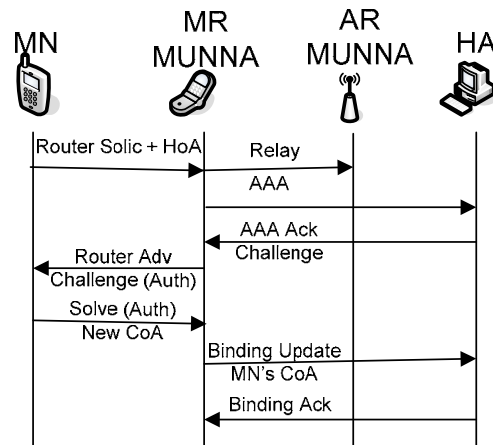 MN
MR
MUNNA
AR
MUNNA
HA
Router Solic + HoA
Relay
AAA
AAA Ack
Challenge
Router Adv
Challenge (Auth)
Solve (Auth)
New CoA
Binding Update
MN's CoA
Binding Ack